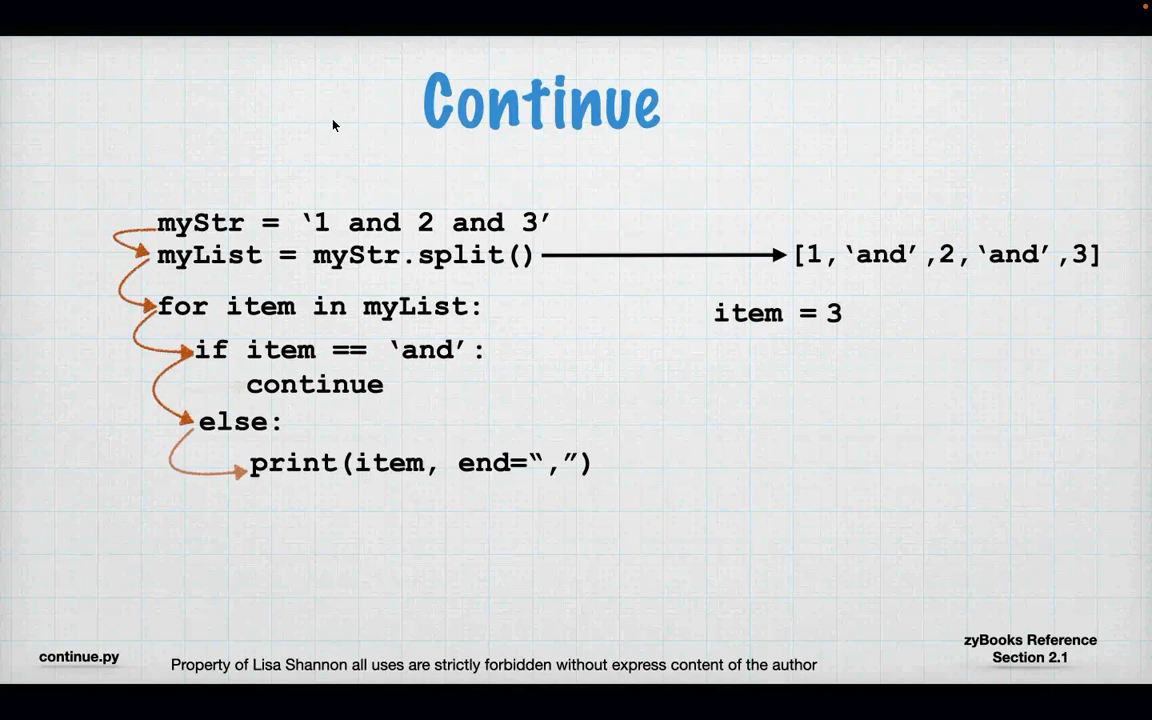 Continue
myStr = ‘1 and 2 and 3’
myList = myStr.split()
[1,‘and’,2,‘and’,3]
for item in myList:
item = 3
if item == ‘and’:
continue
else:
print(item, end=“,”)
zyBooks Reference
Section 2.1
continue.py
Property of Lisa Shannon all uses are strictly forbidden without express content of the author